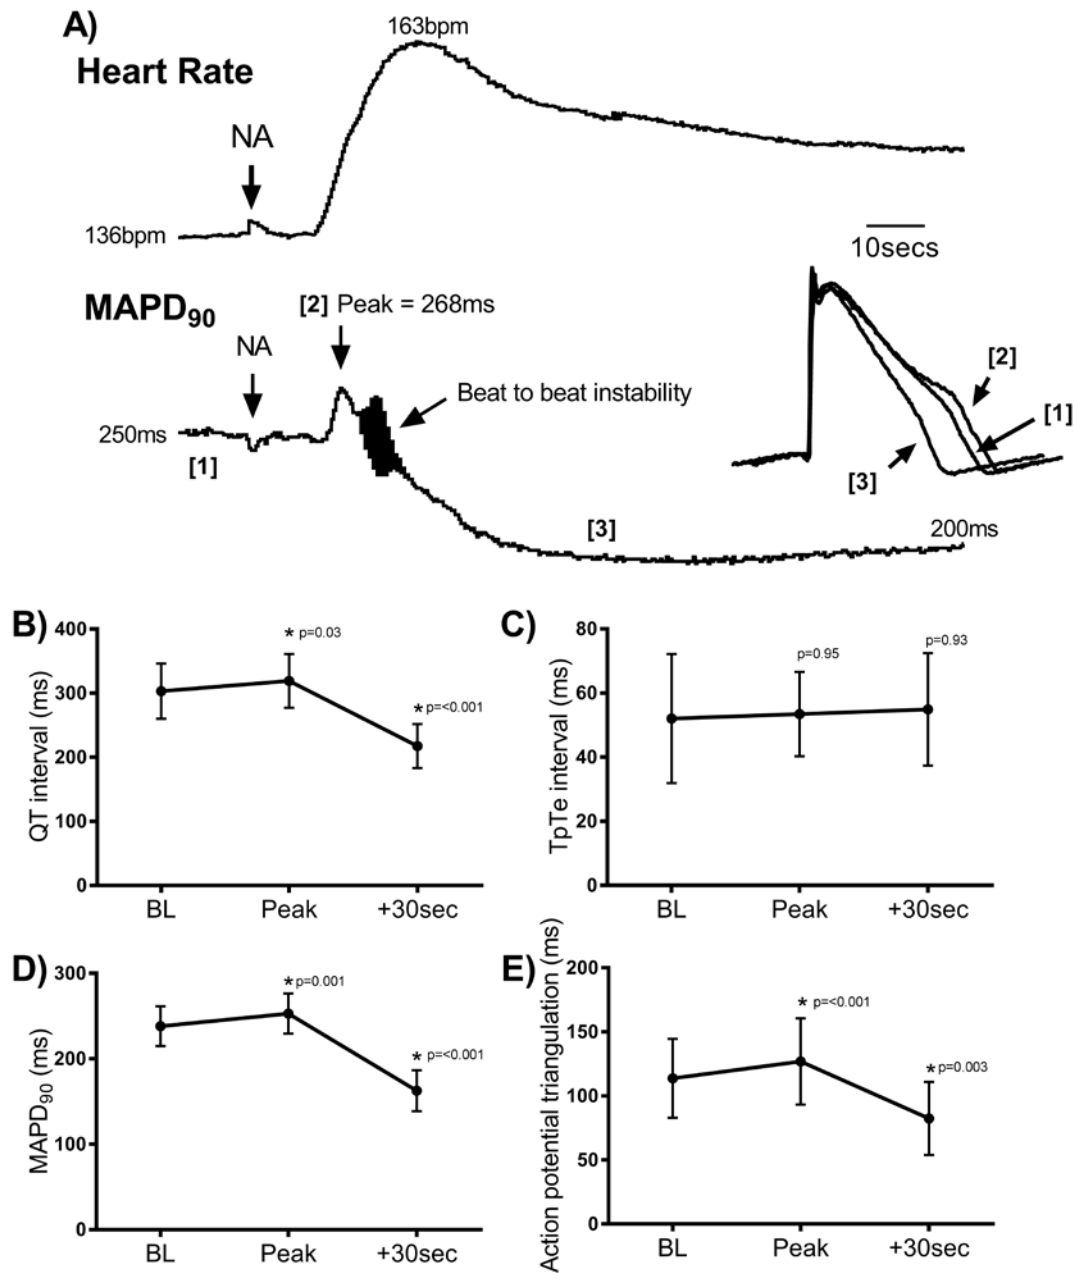 A)
163bpm
Heart Rate
NA
136bpm
10secs
MAPD90
[2] Peak = 268ms
NA
[2]
Beat to beat instability
[1]
250ms
[1]
[3]
[3]
200ms
B)
400
300
200
100
0
QT interval (ms)
* p=0.03
* p=<0.001
BL Peak +30sec
C)
80
60
40
20
0
TpTe interval (ms)
p=0.95
p=0.93
BL Peak +30sec
D)
300
200
100
0
MAPD90 (ms)
* p=0.001
* p=<0.001
BL Peak +30sec
E)
200
150
100
50
0
Action potential triangulation (ms)
* p=<0.001
* p=0.003
BL Peak +30sec